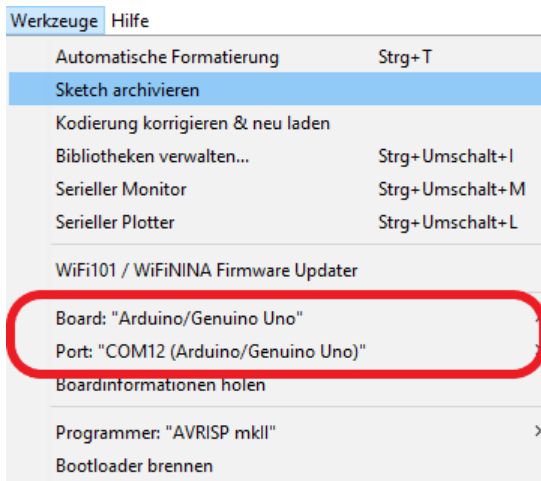 Werkzeuge Hilfe
Automatische Formatierung Strg+T
Sketch archivieren
Kodierung korrigieren & neu laden
Bibliotheken verwalten... Strg+Umschalt+I
Serieller Monitor Strg+Umschalt+M
Serieller Plotter Strg+Umschalt+L
WiFi101 / WiFiNINA Firmware Updater
Board: "Arduino/Genuino Uno"
Port: "COM12 (Arduino/Genuino Uno)"
Boardinformationen holen
Programmer: "AVRISP mkII"
Bootloader brennen